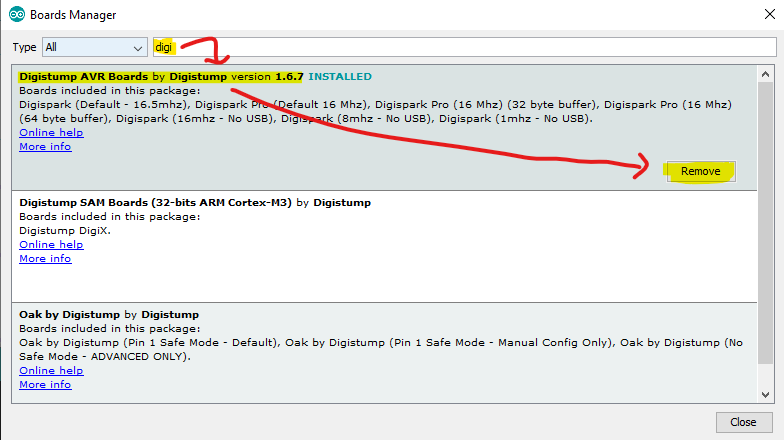 Boards Manager
Type All digi
Digistump AVR Boards by Digistump version 1.6.7 INSTALLED
Boards included in this package:
Digispark (Default - 16.5mhz), Digispark Pro (Default 16 Mhz), Digispark Pro (16 Mhz) (32 byte buffer), Digispark Pro (16 Mhz)
(64 byte buffer), Digispark (16mhz - No USB), Digispark (8mhz - No USB), Digispark (1mhz - No USB).
Online help
More info
Remove
Digistump SAM Boards (32-bits ARM Cortex-M3) by Digistump
Boards included in this package:
Digistump DigiX.
Online help
More info
Oak by Digistump by Digistump
Boards included in this package:
Oak by Digistump (Pin 1 Safe Mode - Default), Oak by Digistump (Pin 1 Safe Mode - Manual Config Only), Oak by Digistump (No
Safe Mode - ADVANCED ONLY).
Online help
More info
Close